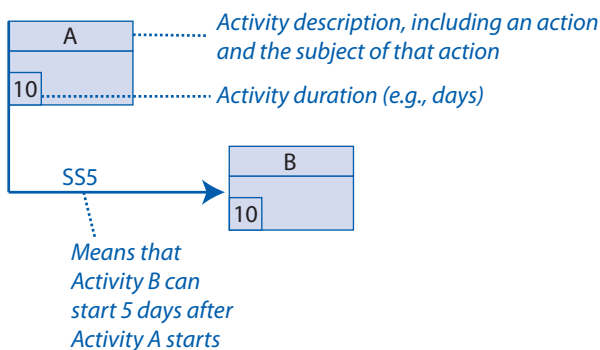 A
Activity description, including an action
and the subject of that action
10
Activity duration (e.g., days)
SS5
B
10
Means that
Activity B can
start 5 days after
Activity A starts